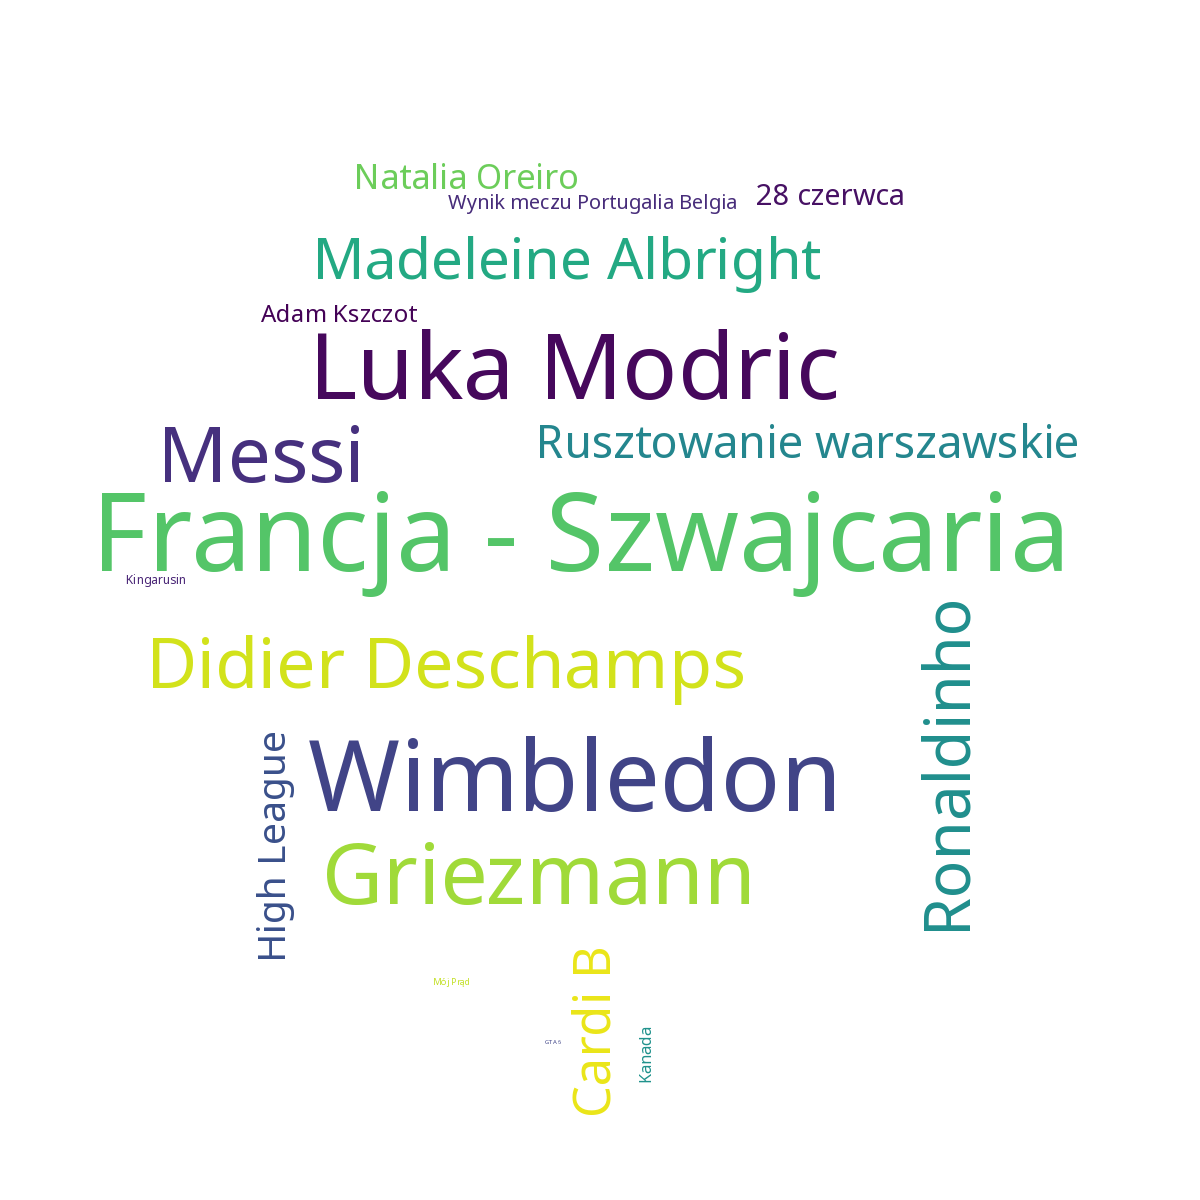 Natalia Oreiro
28 czerwca
Wynik meczu Portugalia Belgia
Madeleine Albright
Adam Kszczot
Luka Modric
Messi
Rusztowanie warszawskie
Francja - Szwajcaria
Kingarusin
Ronaldinho
Didier Deschamps
High League
Wimbledon
Griezmann
Cardi B
Mój Prąd
Kanada
GTA 6